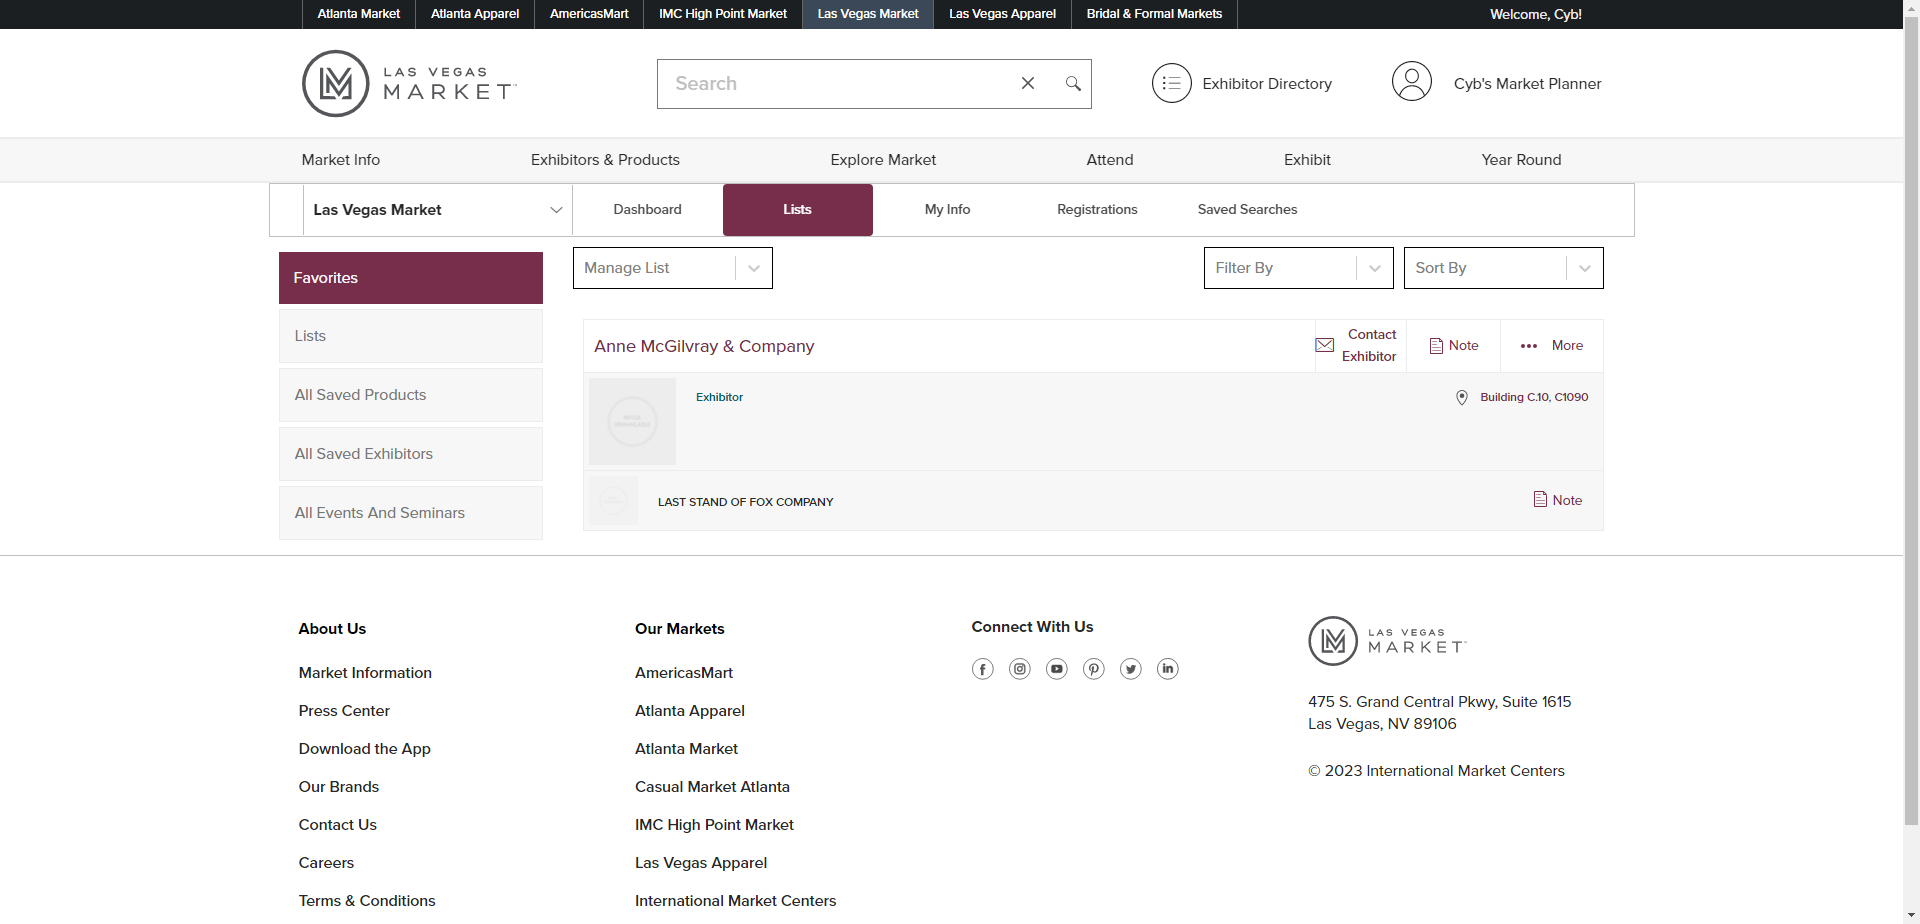 Atlanta Market
Atlanta Apparel
AmericasMart
IMC High Point Market
Las Vegas Market
Las Vegas Apparel
Bridal & Formal Markets
Welcome, Cyb!
LAS VEGAS
MARKET
Search
Exhibitor Directory
Cyb's Market Planner
Market Info
Exhibitors & Products
Explore Market
Attend
Exhibit
Year Round
Las Vegas Market
Dashboard
Lists
My Info
Registrations
Saved Searches
Favorites
Lists
All Saved Products
All Saved Exhibitors
All Events And Seminars
Manage List
Filter By
Sort By
Anne McGilvray & Company
Contact
Exhibitor
Note
More
Exhibitor
Building C.10, C1090
LAST STAND OF FOX COMPANY
Note
About Us
Market Information
Press Center
Download the App
Our Brands
Contact Us
Careers
Terms & Conditions
Our Markets
AmericasMart
Atlanta Apparel
Atlanta Market
Casual Market Atlanta
IMC High Point Market
Las Vegas Apparel
International Market Centers
Connect With Us
LAS VEGAS
MARKET
475 S. Grand Central Pkwy, Suite 1615
Las Vegas, NV 89106
© 2023 International Market Centers